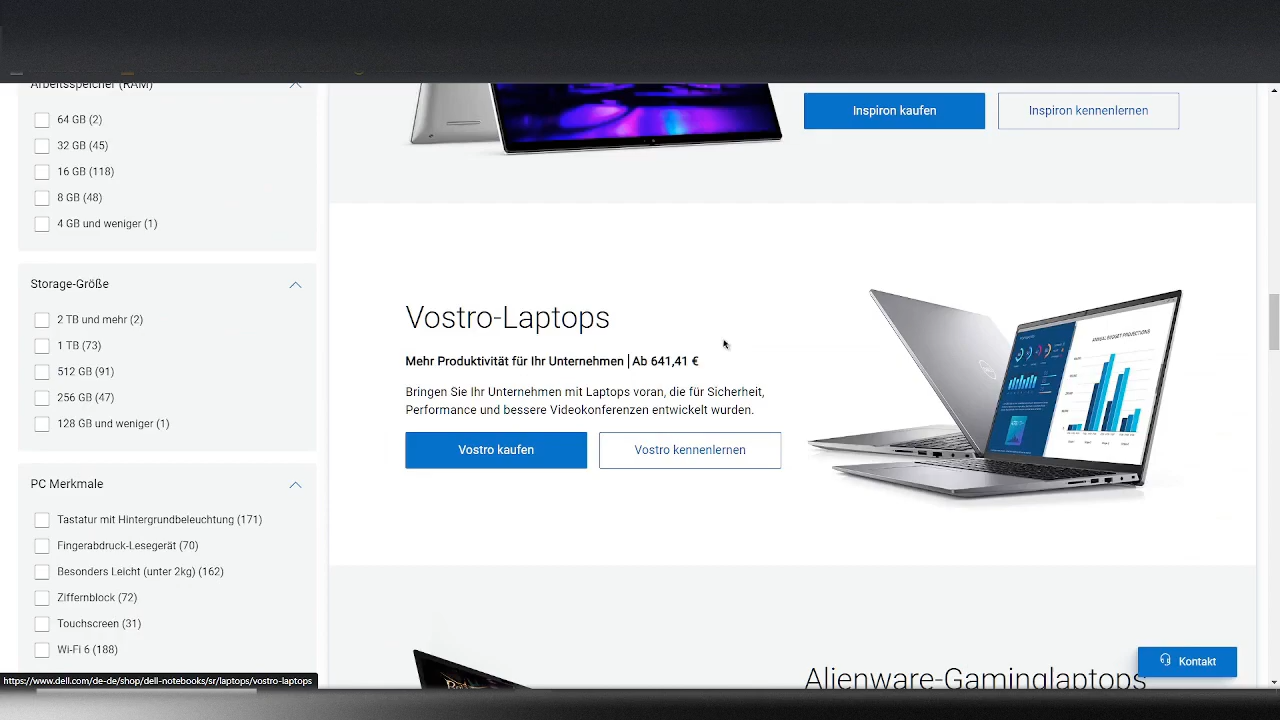 Arbeitsspeicher (RAM)
64 GB (2)
32 GB (45)
16 GB (118)
8 GB (48)
4 GB und weniger (1)
Storage-Größe
2 TB und mehr (2)
1 TB (73)
512 GB (91)
256 GB (47)
128 GB und weniger (1)
PC Merkmale
Tastatur mit Hintergrundbeleuchtung (171)
Fingerabdruck-Lesegerät (70)
Besonders Leicht (unter 2kg) (162)
Ziffernblock (72)
Touchscreen (31)
Wi-Fi 6 (188)
https://www.dell.com/de-de/shop/dell-notebooks/sr/laptops/vostro-laptops
Inspiron kaufen
Inspiron kennenlernen
Vostro-Laptops
Mehr Produktivität für Ihr Unternehmen | Ab 641,41 €
Bringen Sie Ihr Unternehmen mit Laptops voran, die für Sicherheit,
Performance und bessere Videokonferenzen entwickelt wurden.
Vostro kaufen
Vostro kennenlernen
ANNUAL BUDGET PROJECTIONS
Alienware-Gaminglaptops
Kontakt